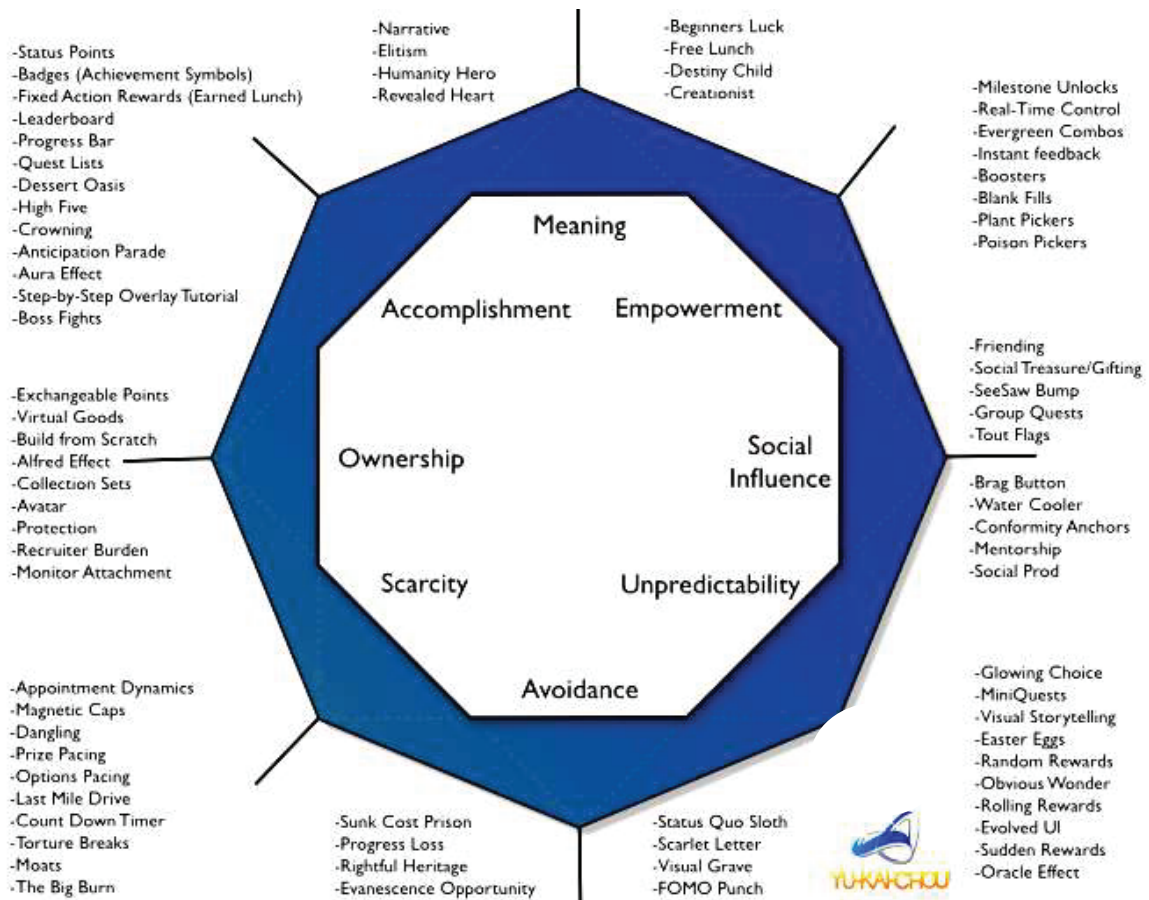 -Narrative
-Elitism
-Humanity Hero
-Revealed Heart
-Beginners Luck
-Free Lunch
-Destiny Child
-Creationist
-Status Points
-Badges (Achievement Symbols)
-Fixed Action Rewards (Earned Lunch)
-Leaderboard
-Progress Bar
-Quest Lists
-Dessert Oasis
-High Five
-Crowning
-Anticipation Parade
-Aura Effect
-Step-by-Step Overlay Tutorial
-Boss Fights
-Milestone Unlocks
-Real-Time Control
-Evergreen Combos
-Instant feedback
-Boosters
-Blank Fills
-Plant Pickers
-Poison Pickers
Meaning
Accomplishment
Empowerment
Ownership
Social
Influence
Scarcity
Unpredictability
Avoidance
-Exchangeable Points
-Virtual Goods
-Build from Scratch
-Alfred Effect
-Collection Sets
-Avatar
-Protection
-Recruiter Burden
-Monitor Attachment
-Friending
-Social Treasure/Gifting
-SeeSaw Bump
-Group Quests
-Tout Flags
-Brag Button
-Water Cooler
-Conformity Anchors
-Mentorship
-Social Prod
-Appointment Dynamics
-Magnetic Caps
-Dangling
-Prize Pacing
-Options Pacing
-Last Mile Drive
-Count Down Timer
-Torture Breaks
-Moats
-The Big Burn
-Sunk Cost Prison
-Progress Loss
-Rightful Heritage
-Evanescence Opportunity
-Status Quo Sloth
-Scarlet Letter
-Visual Grave
-FOMO Punch
-Glowing Choice
-MiniQuests
-Visual Storytelling
-Easter Eggs
-Random Rewards
-Obvious Wonder
-Rolling Rewards
-Evolved UI
-Sudden Rewards
-Oracle Effect
YU-KAI-CHOU